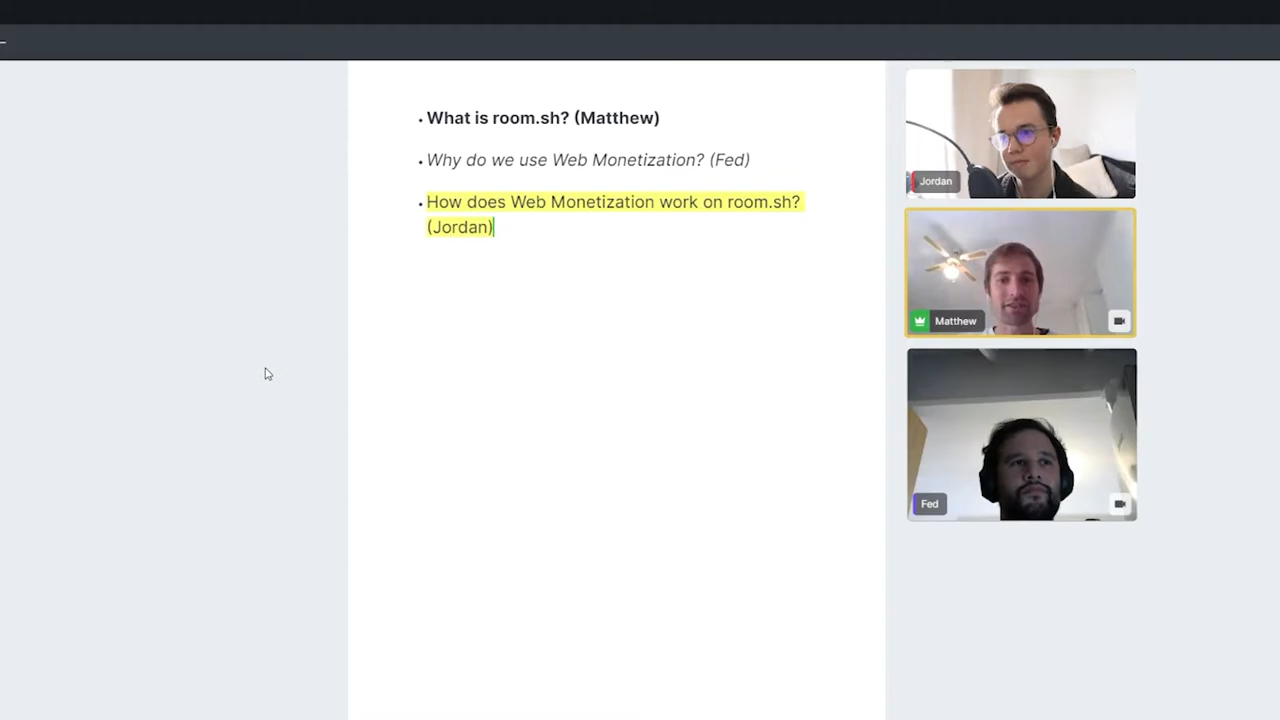 • What is room.sh? (Matthew)
• Why do we use Web Monetization? (Fed)
• How does Web Monetization work on room.sh?
(Jordan)
Jordan
Matthew
Fed